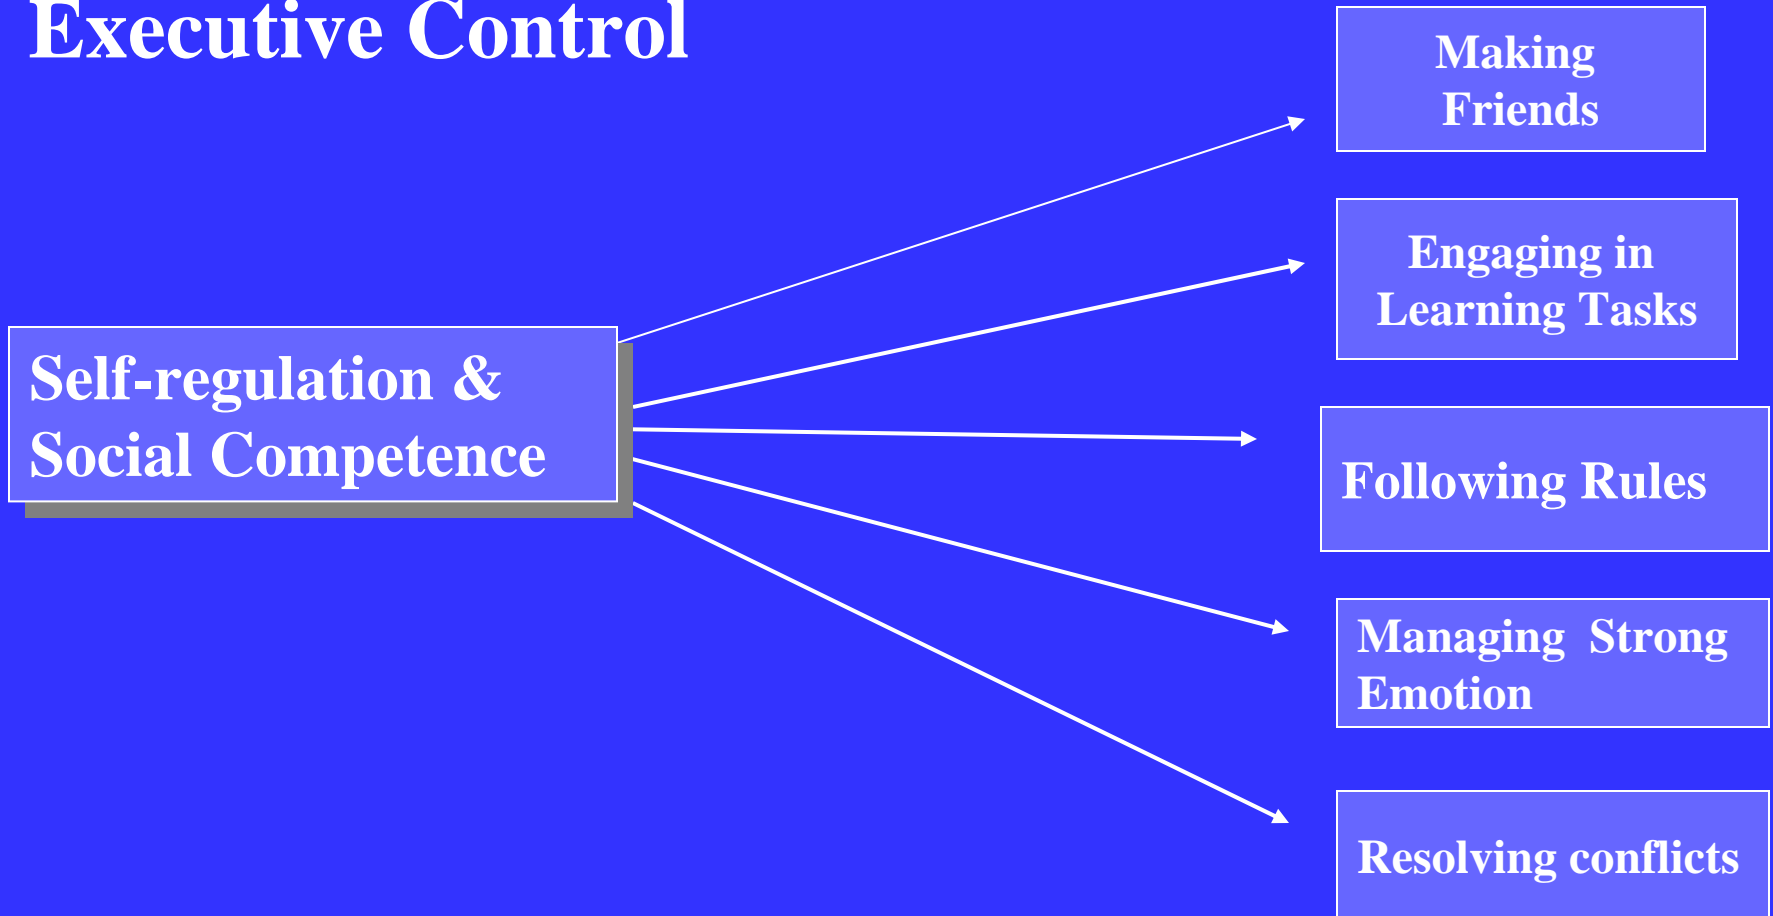 Executive Control
Making
Friends
Engaging in
Learning Tasks
Self-regulation &
Social Competence
Following Rules
Managing  Strong
Emotion
Resolving conflicts